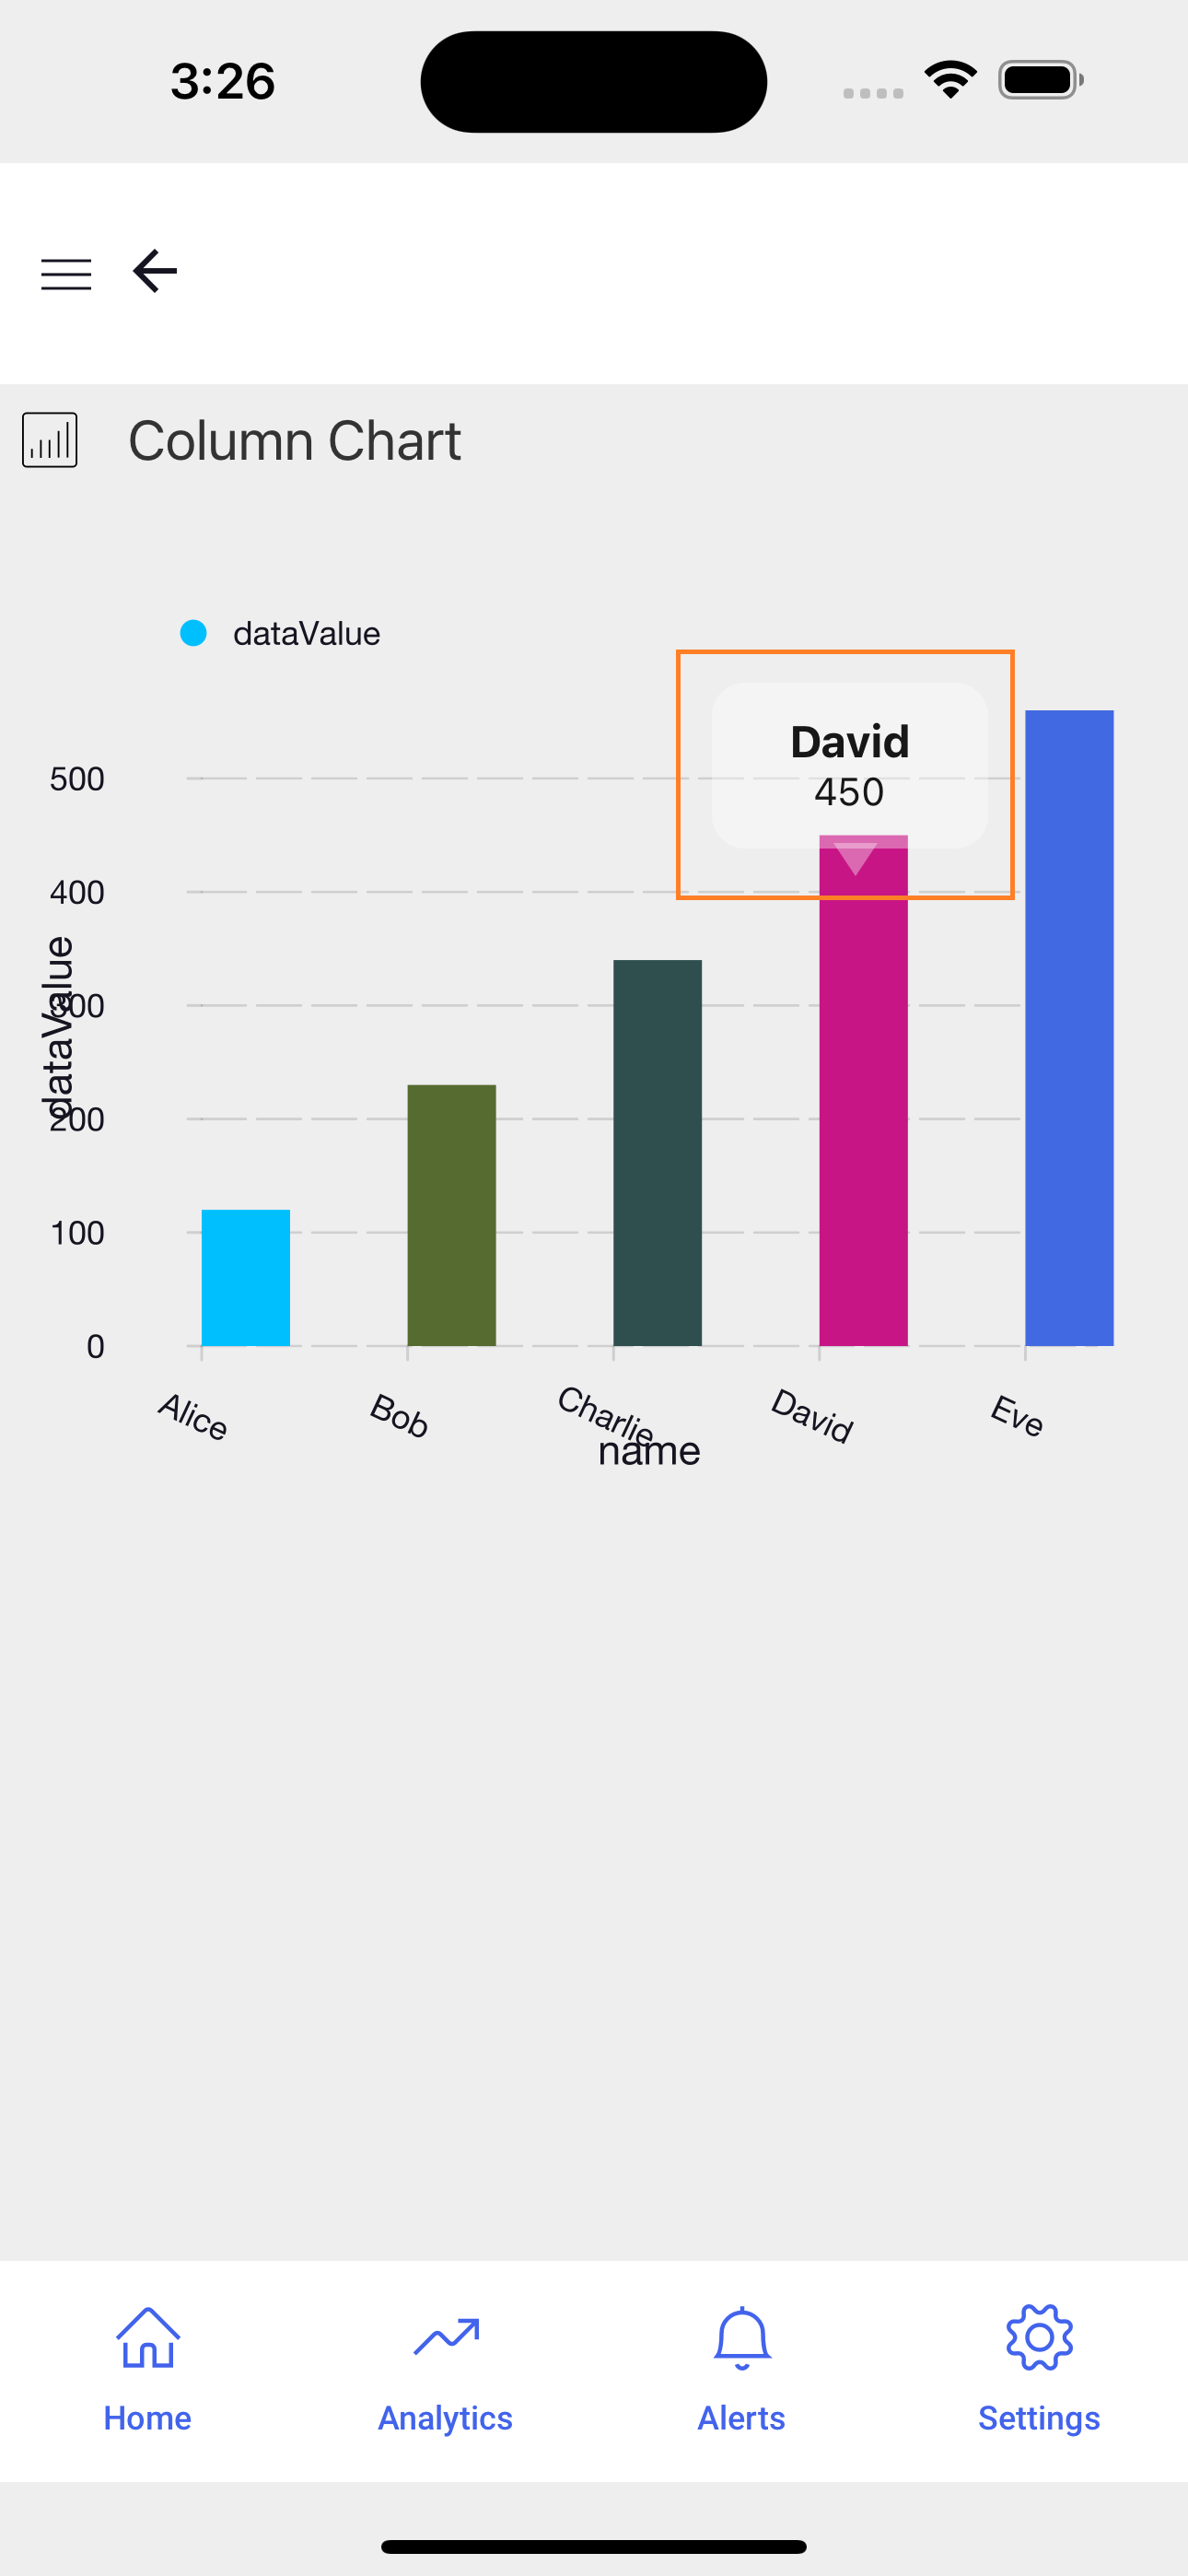 3:26
Column Chart
dataValue
David
450
500
400
300
200
100
0
dataValue
Alice
Bob
Charlie
David
Eve
name
Home
Analytics
Alerts
Settings